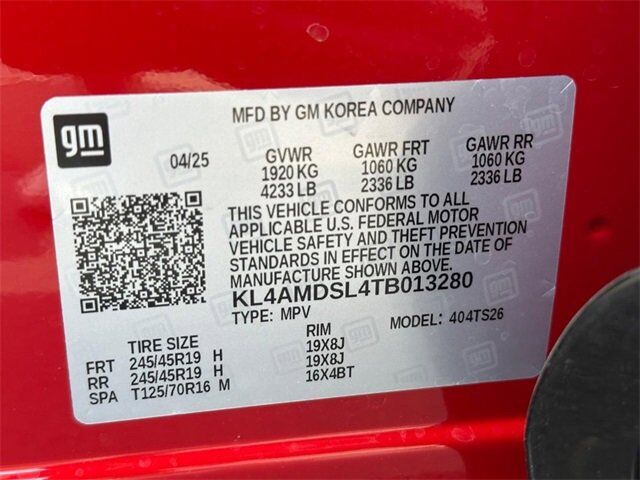 MFD BY GM KOREA COMPANY
gm
04/25
GVWR GAWR FRT GAWR RR
1920 KG 1060 KG 1060 KG
4233 LB 2336 LB 2336 LB
THIS VEHICLE CONFORMS TO ALL
APPLICABLE U.S. FEDERAL MOTOR
VEHICLE SAFETY AND THEFT PREVENTION
STANDARDS IN EFFECT ON THE DATE OF
MANUFACTURE SHOWN ABOVE.
KL4AMDSL4TB013280
TYPE: MPV MODEL: 404TS26
TIRE SIZE RIM
FRT 245/45R19 H 19X8J
RR 245/45R19 H 19X8J
SPA T125/70R16 M 16X4BT